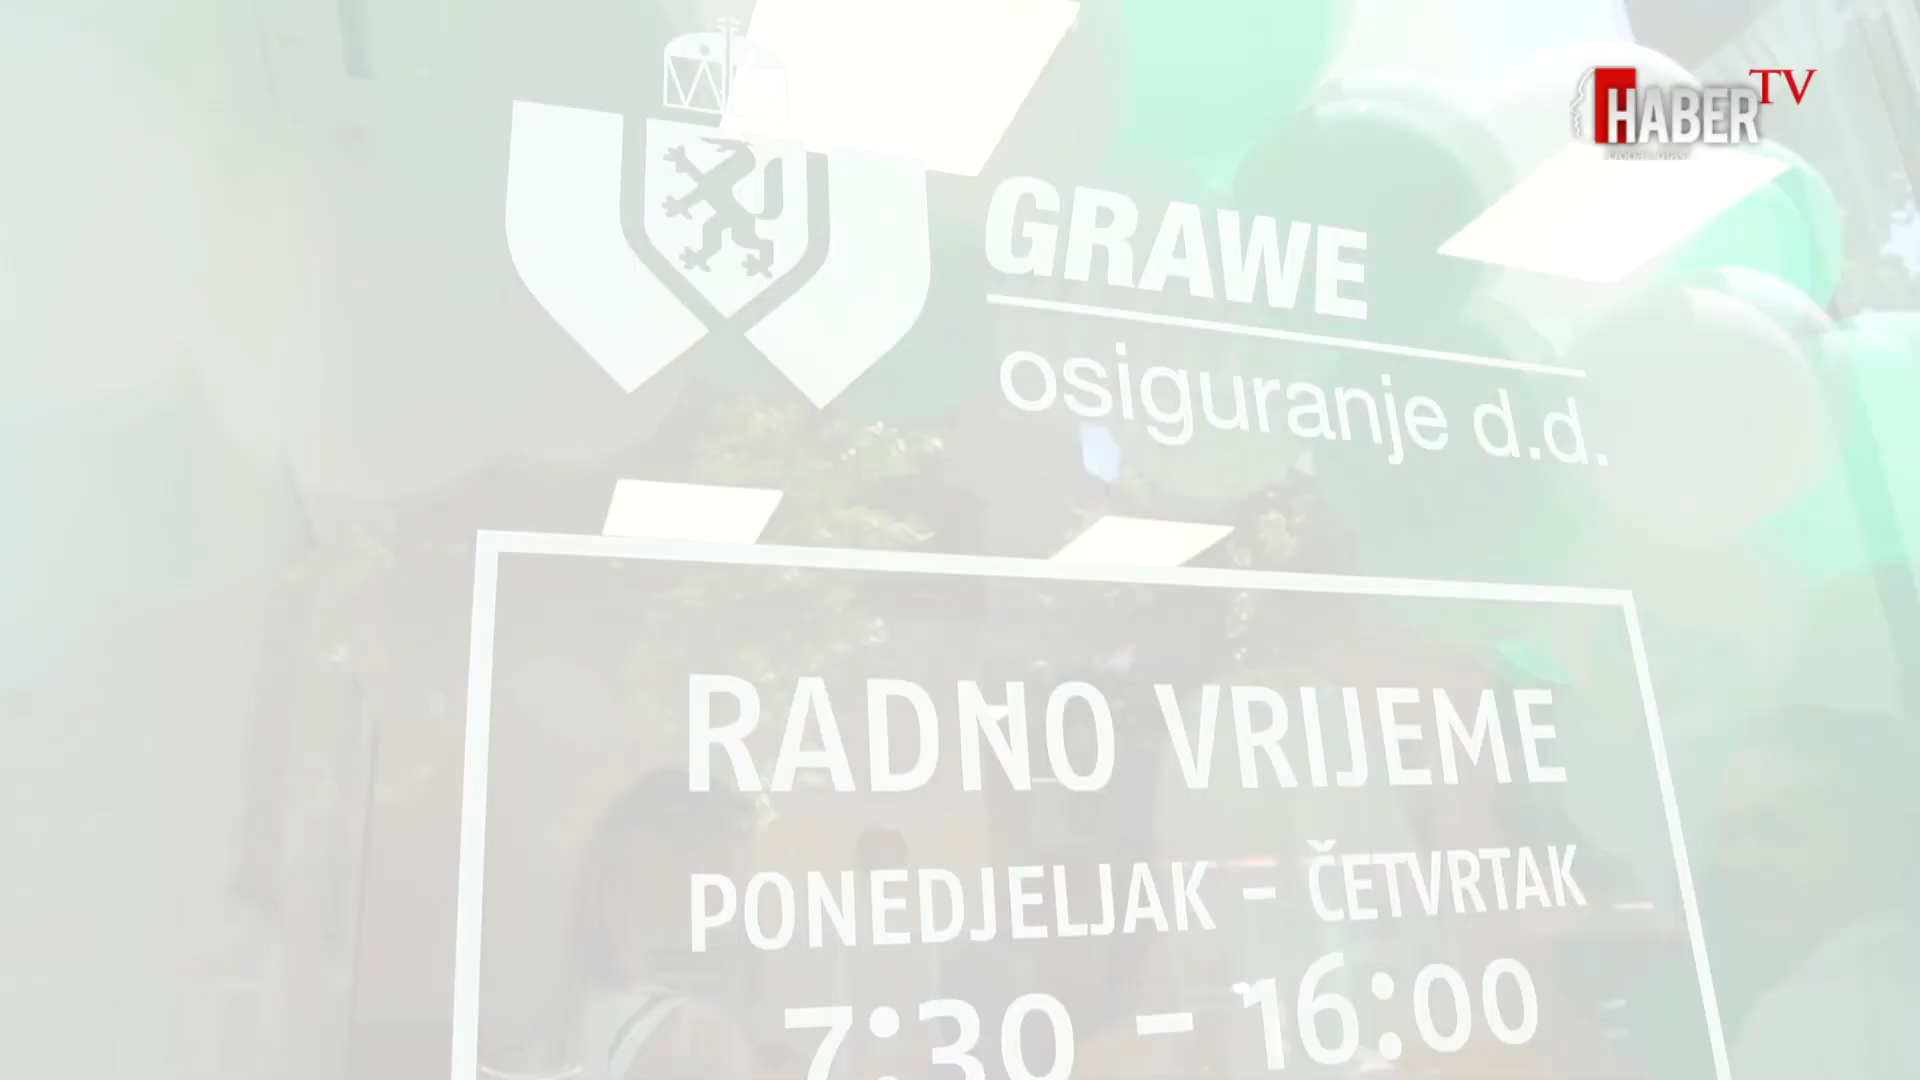 HABER TV
GRAWE
osiguranje d.d.
RADNO VRIJEME
PONEDJELJAK - ČETVRTAK
7:30 - 16:00